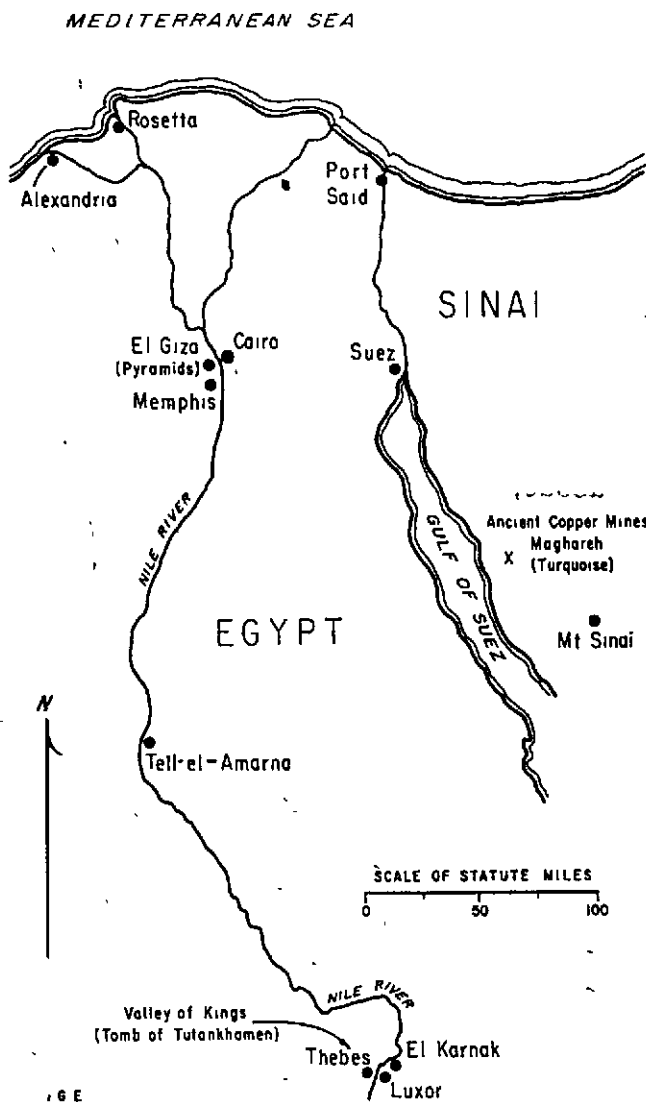 MEDITERRANEAN SEA
Rosetta
Alexandria
Port
Said
SINAI
El Giza
(Pyramids)
Cairo
Memphis
Suez
NILE RIVER
GULF OF SUEZ
Ancient Copper Mines
Maghareh
X
(Turquoise)
EGYPT
Mt Sinai
N
Tell-el-Amarna
SCALE OF STATUTE MILES
0 50 100
NILE RIVER
Valley of Kings
(Tomb of Tutankhamen)
Thebes
El Karnak
Luxor